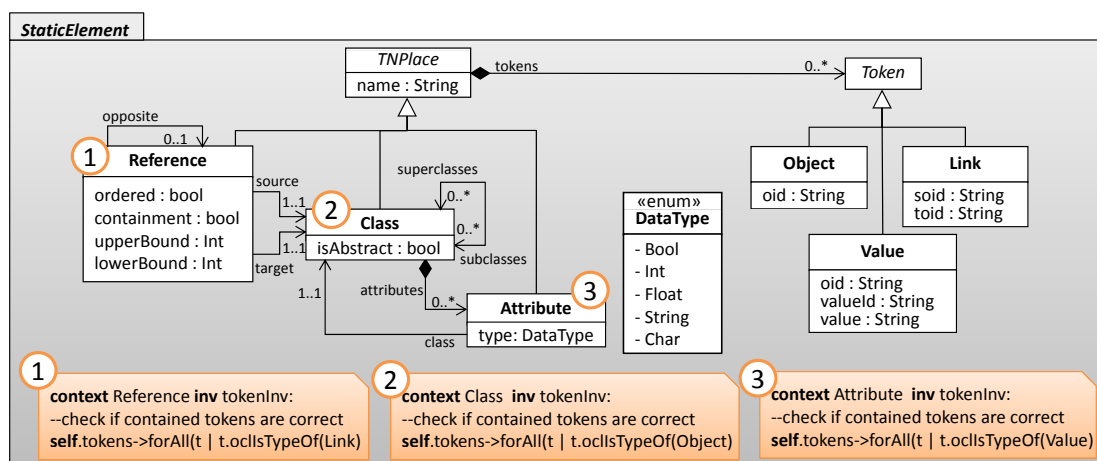 StaticElement
TNPlace
name : String
tokens
0..*
Token
opposite
0..1
1
Reference
ordered : bool
containment : bool
upperBound : Int
lowerBound : Int
source
1..1
1..1
target
superclasses
0..*
2
Class
isAbstract : bool
0..*
subclasses
attributes
0..*
1..1
class
3
Attribute
type: DataType
«enum»
DataType
- Bool
- Int
- Float
- String
- Char
Object
oid : String
Link
soid : String
toid : String
Value
oid : String
valueId : String
value : String
1
context Reference inv tokenInv:
--check if contained tokens are correct
self.tokens->forAll(t | t.oclIsTypeOf(Link)
2
context Class inv tokenInv:
--check if contained tokens are correct
self.tokens->forAll(t | t.oclIsTypeOf(Object)
3
context Attribute inv tokenInv:
--check if contained tokens are correct
self.tokens->forAll(t | t.oclIsTypeOf(Value)